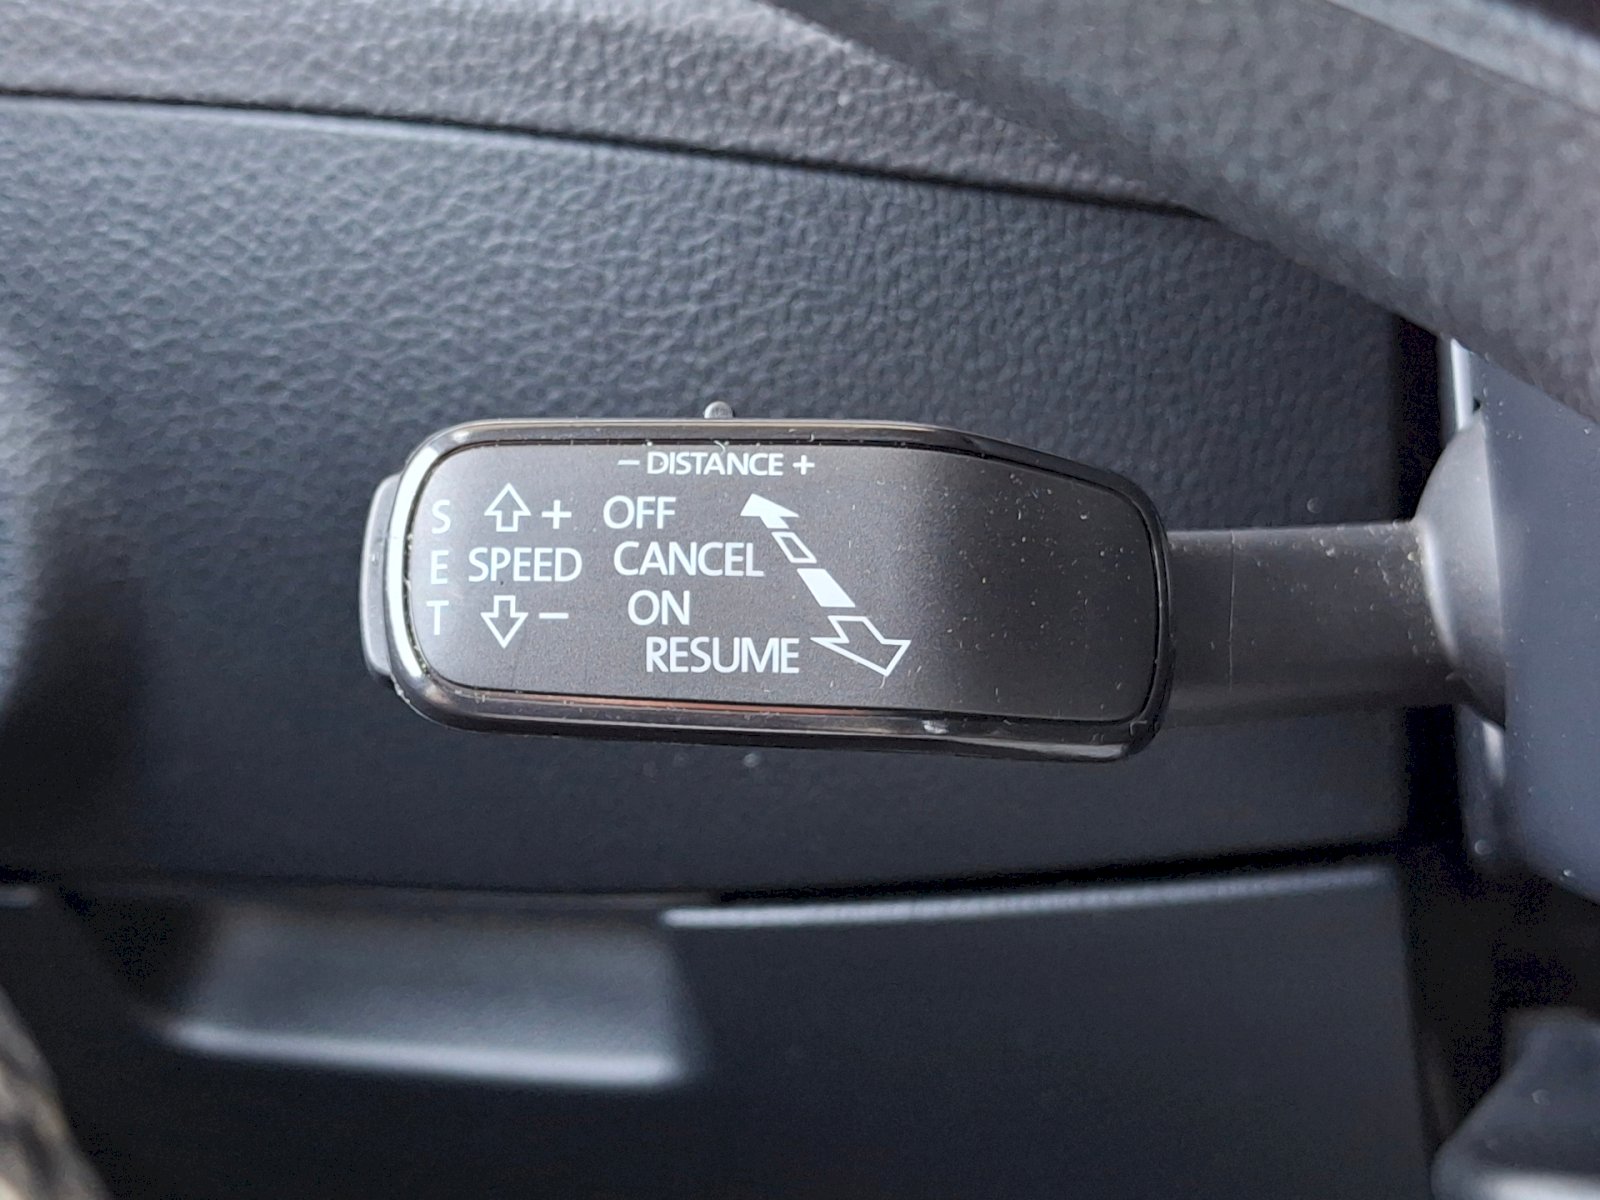 – DISTANCE +
S + OFF
E SPEED CANCEL
T – ON
RESUME